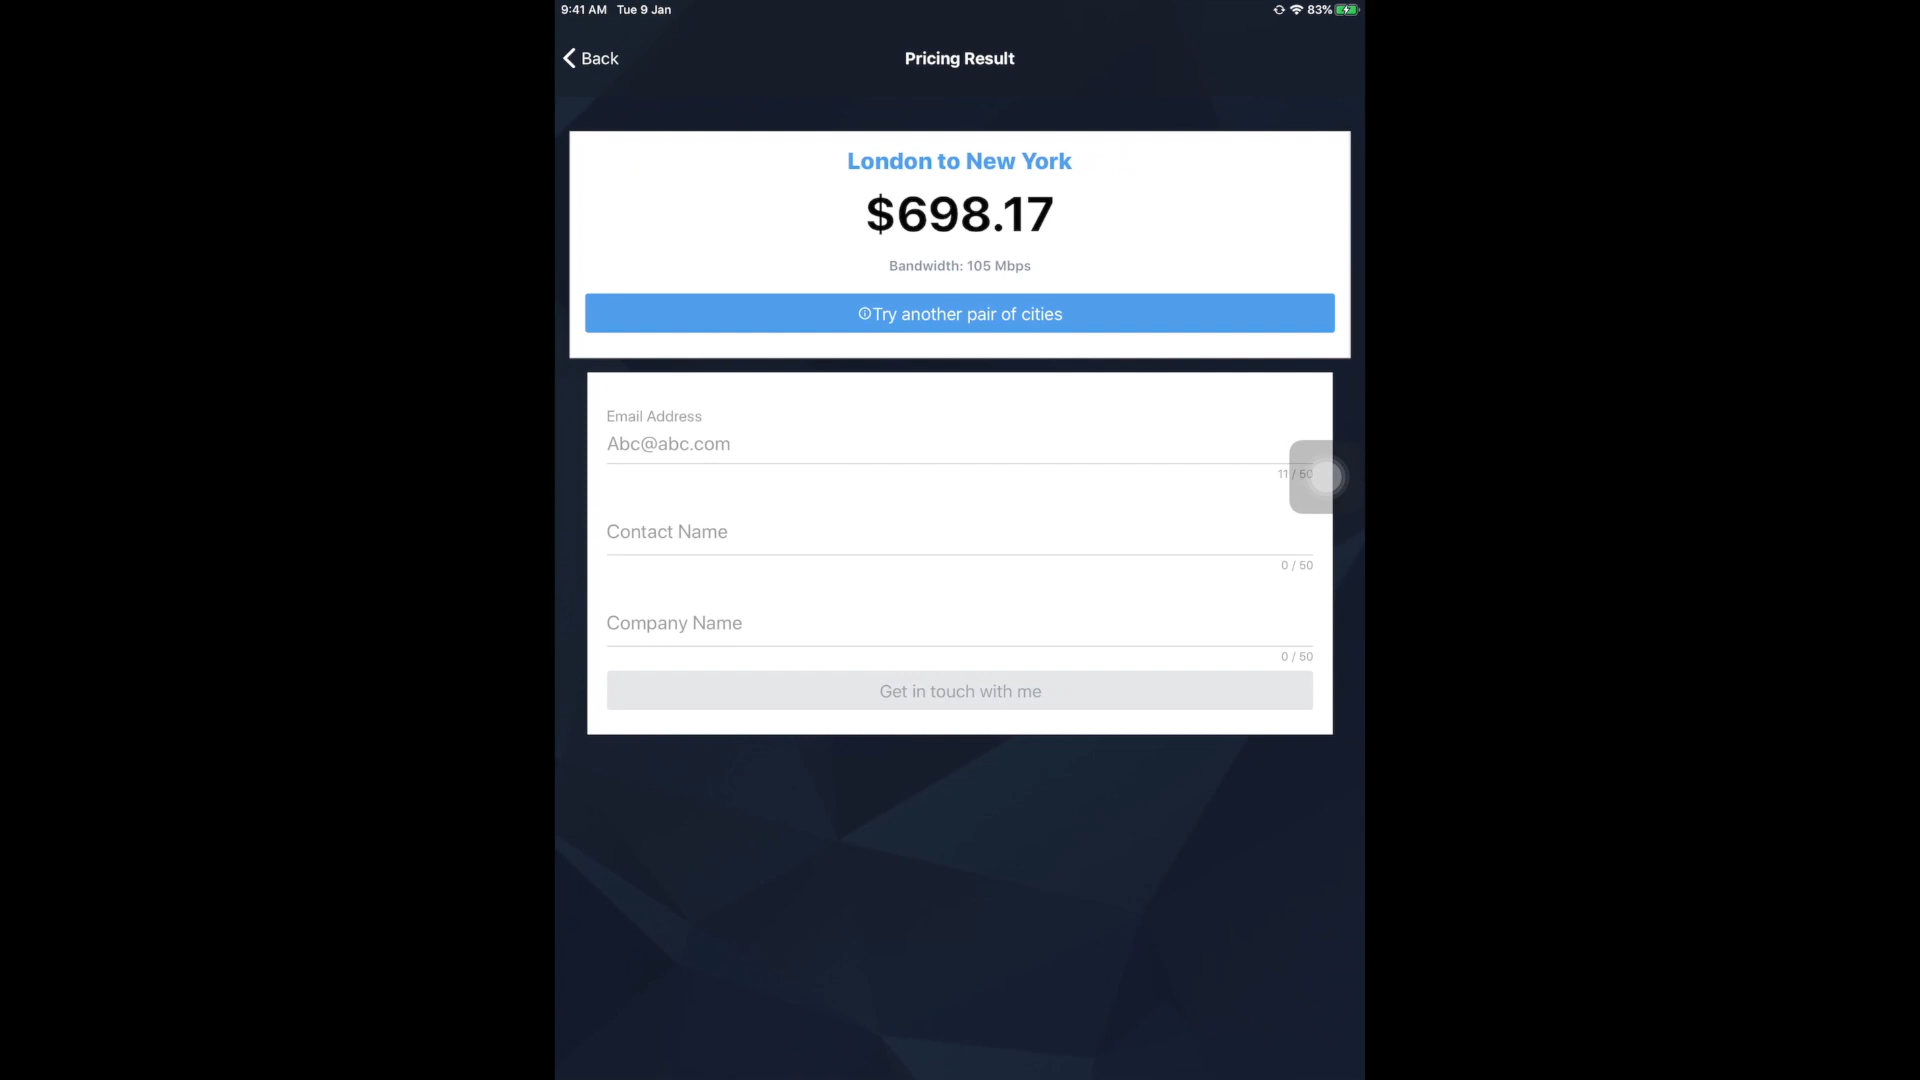 9:41 AM Tue 9 Jan
83%
Back
Pricing Result
London to New York
$698.17
Bandwidth: 105 Mbps
Try another pair of cities
Email Address
Abc@abc.com
11 / 50
Contact Name
0 / 50
Company Name
0 / 50
Get in touch with me